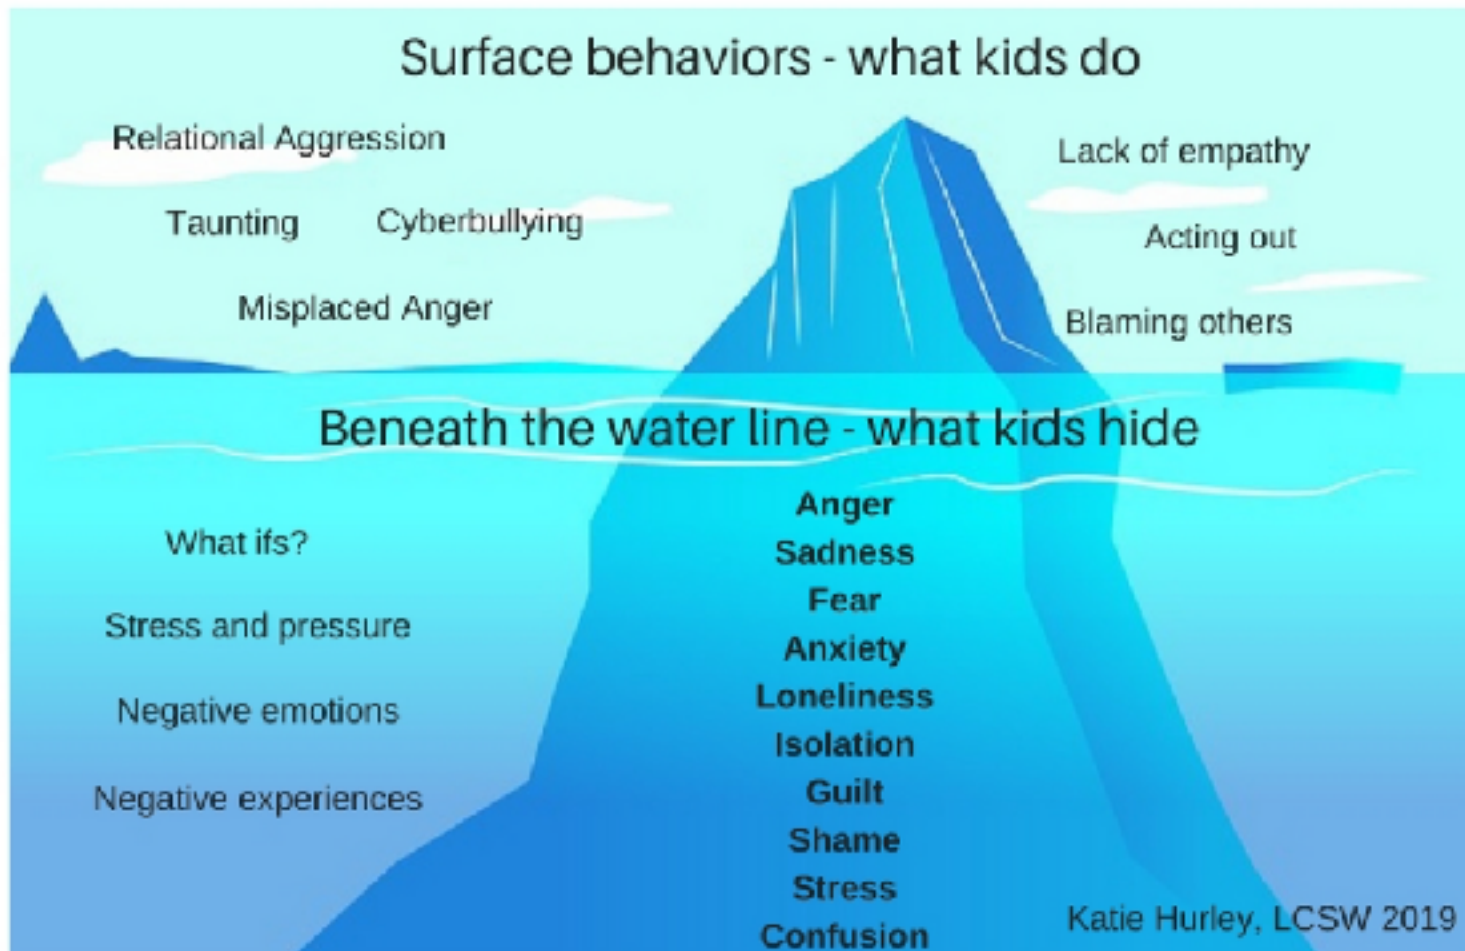 Surface behaviors - what kids do
Relational Aggression
Lack of empathy
Taunting
Cyberbullying
Acting out
Misplaced Anger
Blaming others
Beneath the water line - what kids hide
Anger
What ifs?
Sadness
Fear
Stress and pressure
Anxiety
Loneliness
Negative emotions
Isolation
Guilt
Negative experiences
Shame
Stress
Katie Hurley, LCSW 2019
Confusion